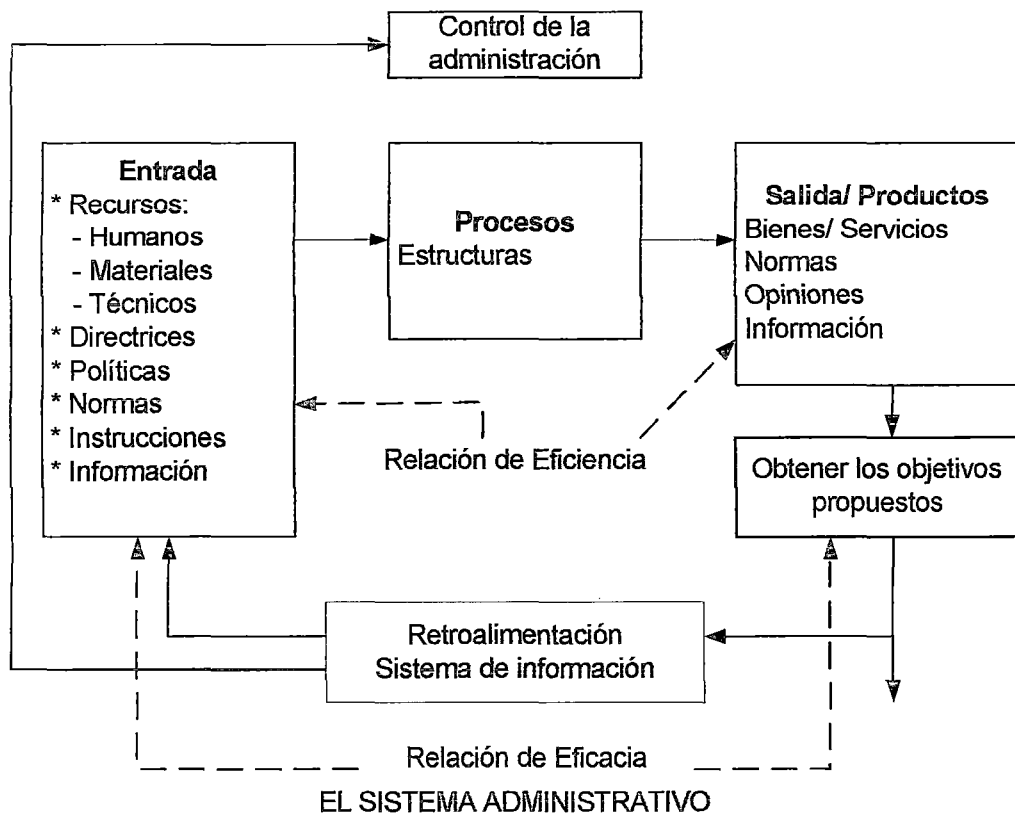 Control de la
administración
Entrada
* Recursos:
- Humanos
- Materiales
- Técnicos
* Directrices
* Políticas
* Normas
* Instrucciones
* Información
Procesos
Estructuras
Salida/ Productos
Bienes/ Servicios
Normas
Opiniones
Información
Relación de Eficiencia
Obtener los objetivos
propuestos
Retroalimentación
Sistema de información
Relación de Eficacia
EL SISTEMA ADMINISTRATIVO